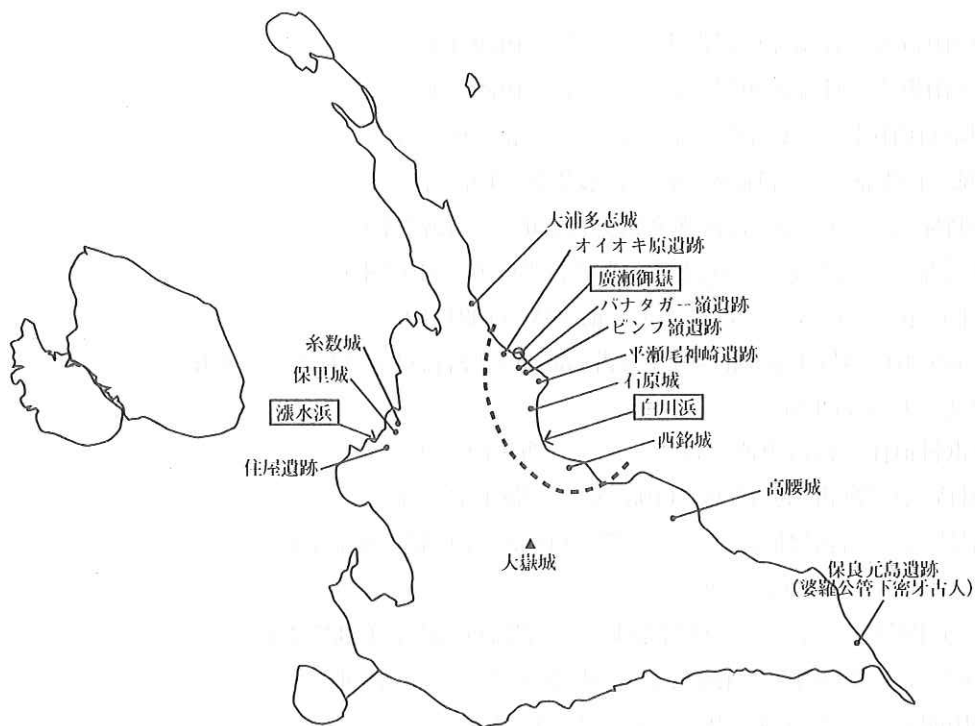 大浦多志城
オイオキ原遺跡
廣瀬御嶽
パナタガー嶺遺跡
ビンフ嶺遺跡
平瀬尾神崎遺跡
石原城
白川浜
西銘城
高腰城
糸数城
保里城
漲水浜
住屋遺跡
大嶽城
保良元島遺跡
(婆羅公管下密牙古人)